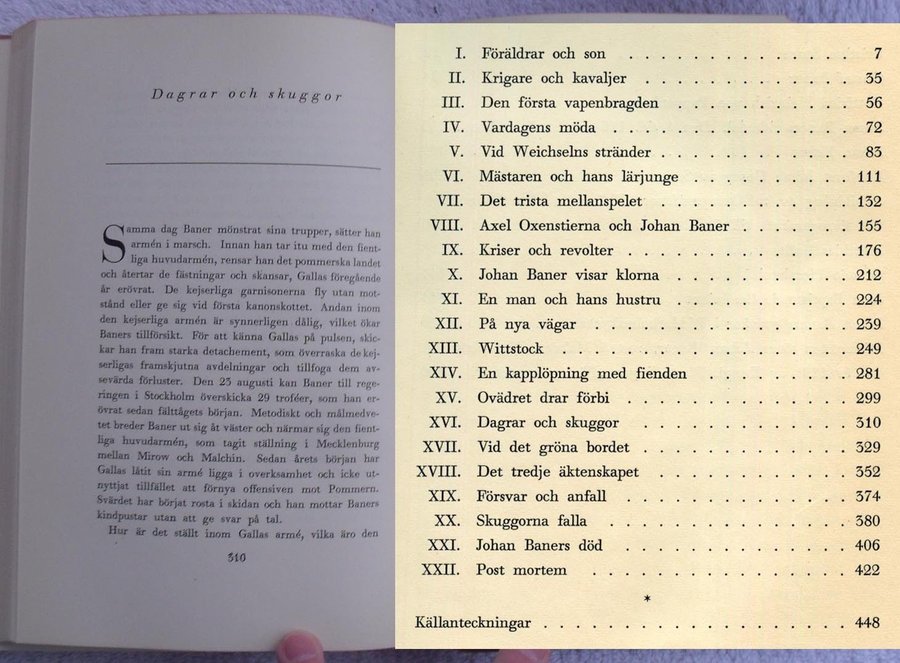 Dagrar och skuggor
Samma dag Baner mönstrat sina trupper, sätter han
armén i marsch. Innan han tar itu med den fient-
liga huvudarmén, rensar han det pommerska landet
och återtar de fästningar och skansar, Gallas föregående
år erövrat. De kejserliga garnisonerna fly utan mot-
stånd eller ge sig vid första kanonskottet. Andan inom
den kejserliga armén är synnerligen dålig, vilket ökar
Baners tillförsikt. För att känna Gallas på pulsen, skic-
kar han fram starka detachement, som överraska de kej-
serligas framskjutna avdelningar och tillfoga dem av-
sevärda förluster. Den 23 augusti kan Baner till rege-
ringen i Stockholm överskicka 29 troféer, som han er-
övrat sedan fälttågets början. Metodiskt och målmedve-
tet breder Baner ut sig åt väster och närmar sig den fient-
liga huvudarmén, som tagit ställning i Mecklenburg
mellan Mirow och Malchin. Sedan årets början har
Gallas låtit sin armé ligga i overksamhet och icke ut-
nyttjat tillfället att förnya offensiven mot Pommern.
Svärdet har börjat rosta i skidan och han mottar Baners
kindpustar utan att ge svar på tal.
Hur är det ställt inom Gallas armé, vilka äro den
310
I. Föräldrar och son . . . . . . . . . . . . . . 7
II. Krigare och kavaljer . . . . . . . . . . . . . 35
III. Den första vapenbragden . . . . . . . . . . . 56
IV. Vardagens möda . . . . . . . . . . . . . . . 72
V. Vid Weichselns stränder . . . . . . . . . . . . 83
VI. Mästaren och hans lärjunge . . . . . . . . . . 111
VII. Det trista mellanspelet . . . . . . . . . . . . 132
VIII. Axel Oxenstierna och Johan Baner . . . . . . . 155
IX. Kriser och revolter . . . . . . . . . . . . . . 176
X. Johan Baner visar klorna . . . . . . . . . . . 212
XI. En man och hans hustru . . . . . . . . . . . 224
XII. På nya vägar . . . . . . . . . . . . . . . . 239
XIII. Wittstock . . . . . . . . . . . . . . . . . . 249
XIV. En kapplöpning med fienden . . . . . . . . . 281
XV. Ovädret drar förbi . . . . . . . . . . . . . . 299
XVI. Dagrar och skuggor . . . . . . . . . . . . . 310
XVII. Vid det gröna bordet . . . . . . . . . . . . . 329
XVIII. Det tredje äktenskapet . . . . . . . . . . . . 352
XIX. Försvar och anfall . . . . . . . . . . . . . . 374
XX. Skuggorna falla . . . . . . . . . . . . . . . 380
XXI. Johan Baners död . . . . . . . . . . . . . . 406
XXII. Post mortem . . . . . . . . . . . . . . . . 422
*
Källanteckningar . . . . . . . . . . . . . . . . . . . 448